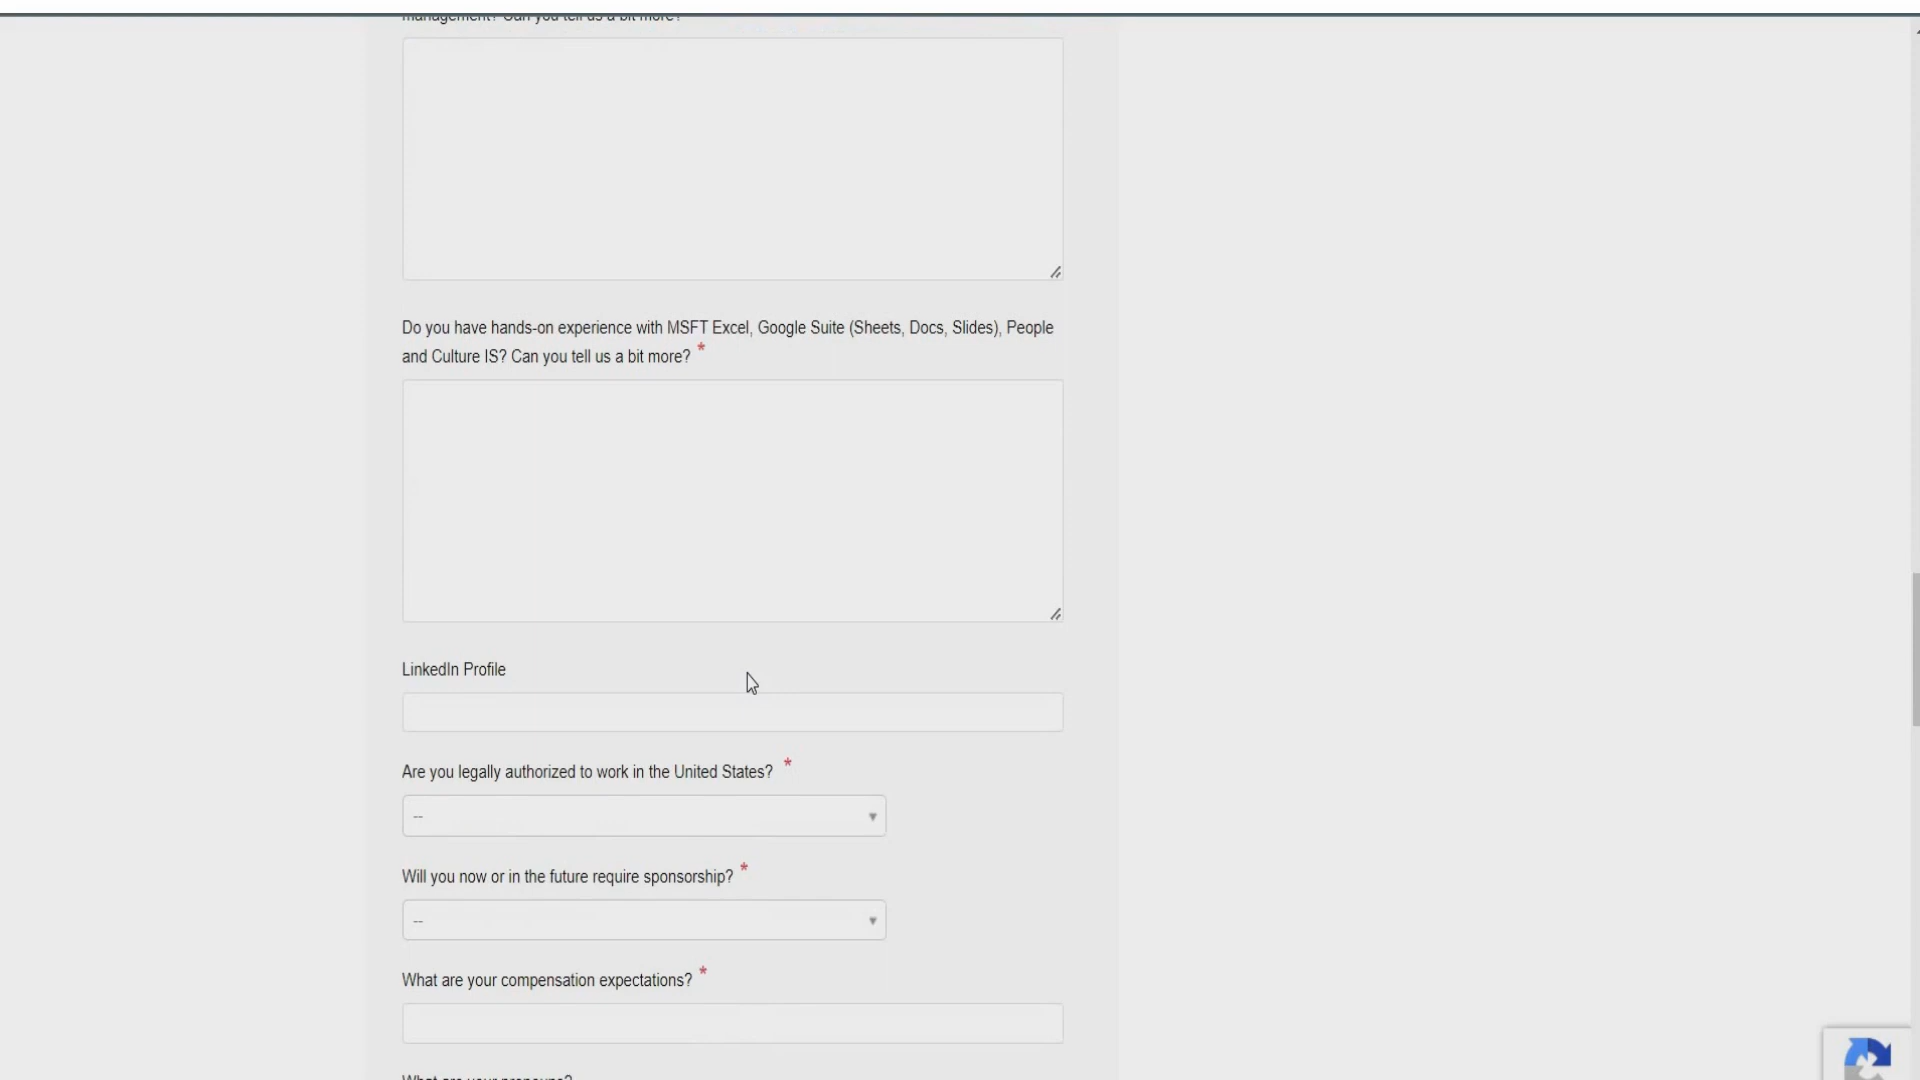 management? Can you tell us a bit more?
Do you have hands-on experience with MSFT Excel, Google Suite (Sheets, Docs, Slides), People
and Culture IS? Can you tell us a bit more? *
LinkedIn Profile
Are you legally authorized to work in the United States? *
--
Will you now or in the future require sponsorship? *
--
What are your compensation expectations? *
What are your pronouns?